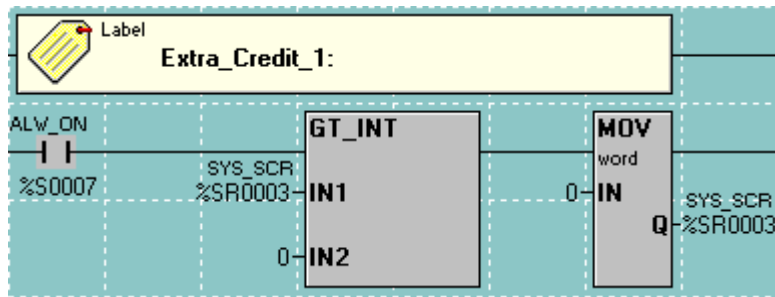 Label
Extra_Credit_1:
ALW_ON
%S0007
GT_INT
SYS_SCR
%SR0003
IN1
0
IN2
MOV
word
0
IN
Q
SYS_SCR
%SR0003